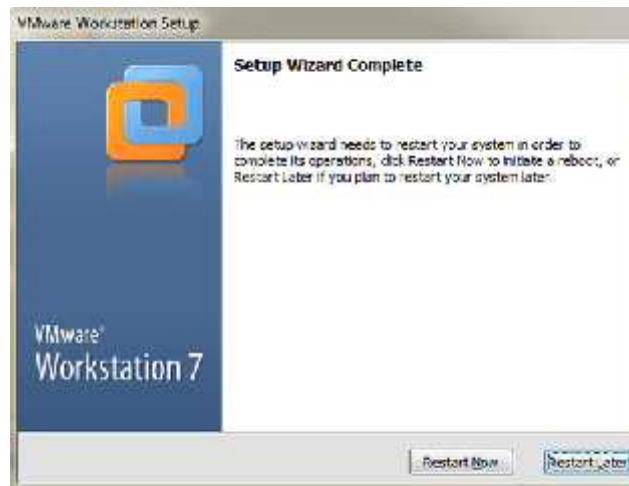 VMware Workstation Setup
Setup Wizard Complete
The setup wizard needs to restart your system in order to
complete its operations, click Restart Now to initiate a reboot, or
Restart Later if you plan to restart your system later.
VMware®
Workstation 7
Restart Now
Restart Later